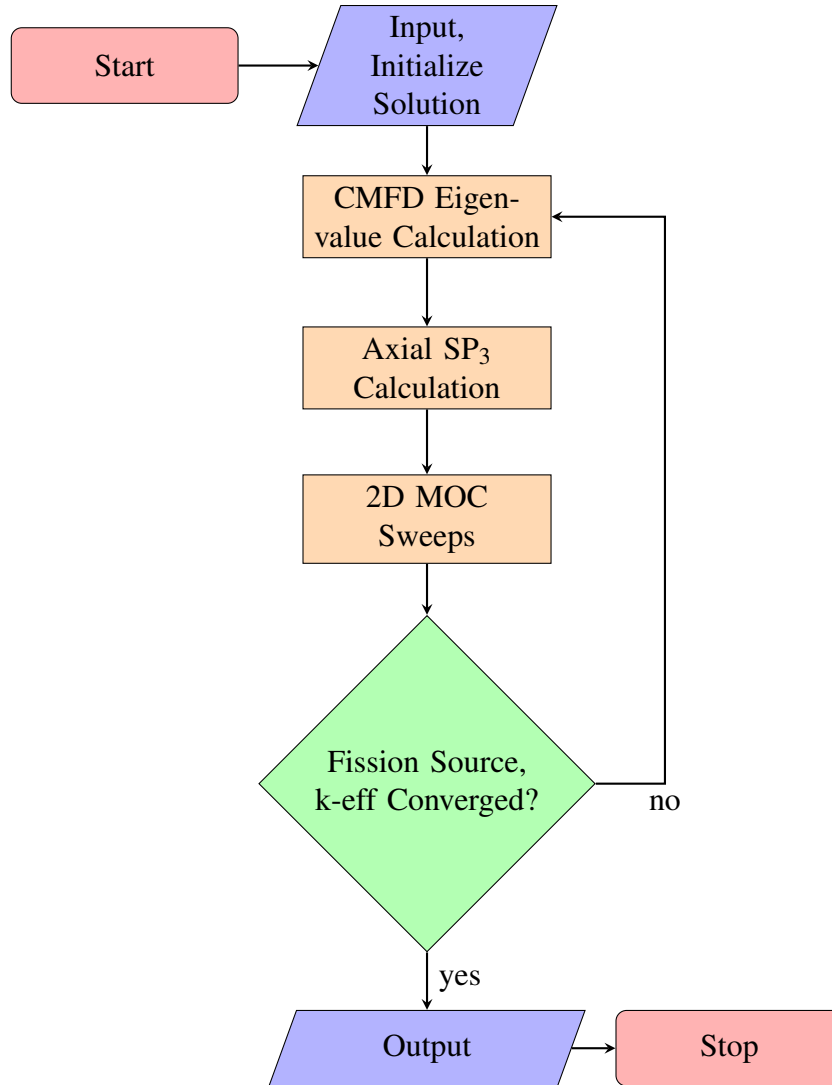 Start
Input,
Initialize
Solution
CMFD Eigen-
value Calculation
Axial SP₃
Calculation
2D MOC
Sweeps
Fission Source,
k-eff Converged?
no
yes
Output
Stop